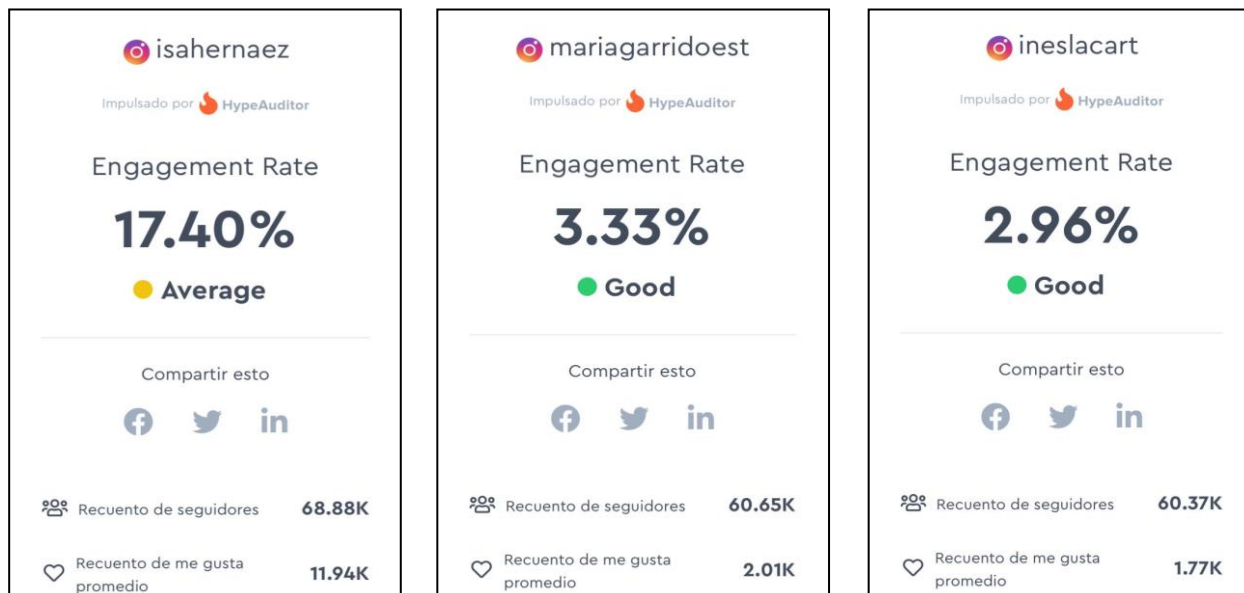 isahernaez
Impulsado por HypeAuditor
Engagement Rate
17.40%
Average
Compartir esto
Recuento de seguidores 68.88K
Recuento de me gusta
promedio 11.94K
mariagarridoest
Impulsado por HypeAuditor
Engagement Rate
3.33%
Good
Compartir esto
Recuento de seguidores 60.65K
Recuento de me gusta
promedio 2.01K
ineslacart
Impulsado por HypeAuditor
Engagement Rate
2.96%
Good
Compartir esto
Recuento de seguidores 60.37K
Recuento de me gusta
promedio 1.77K